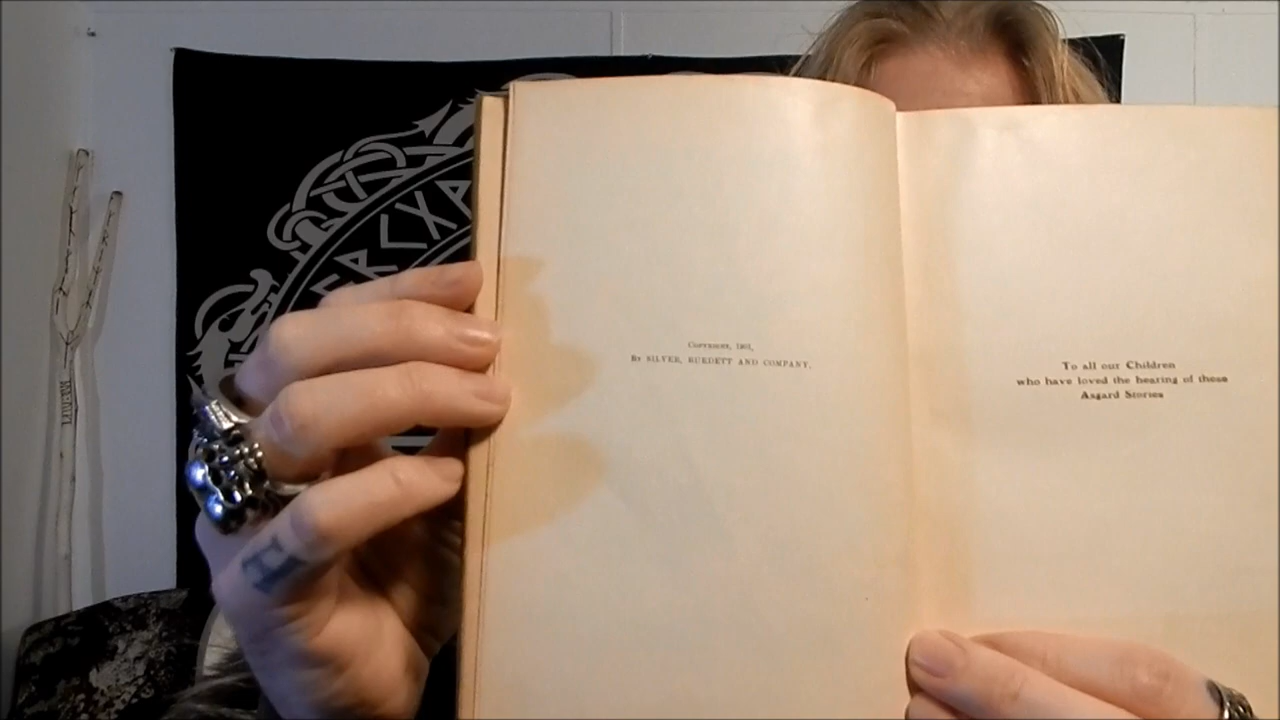 COPYRIGHT, 1901,
BY SILVER, BURDETT AND COMPANY.
To all our Children
who have loved the hearing of these
Asgard Stories
H